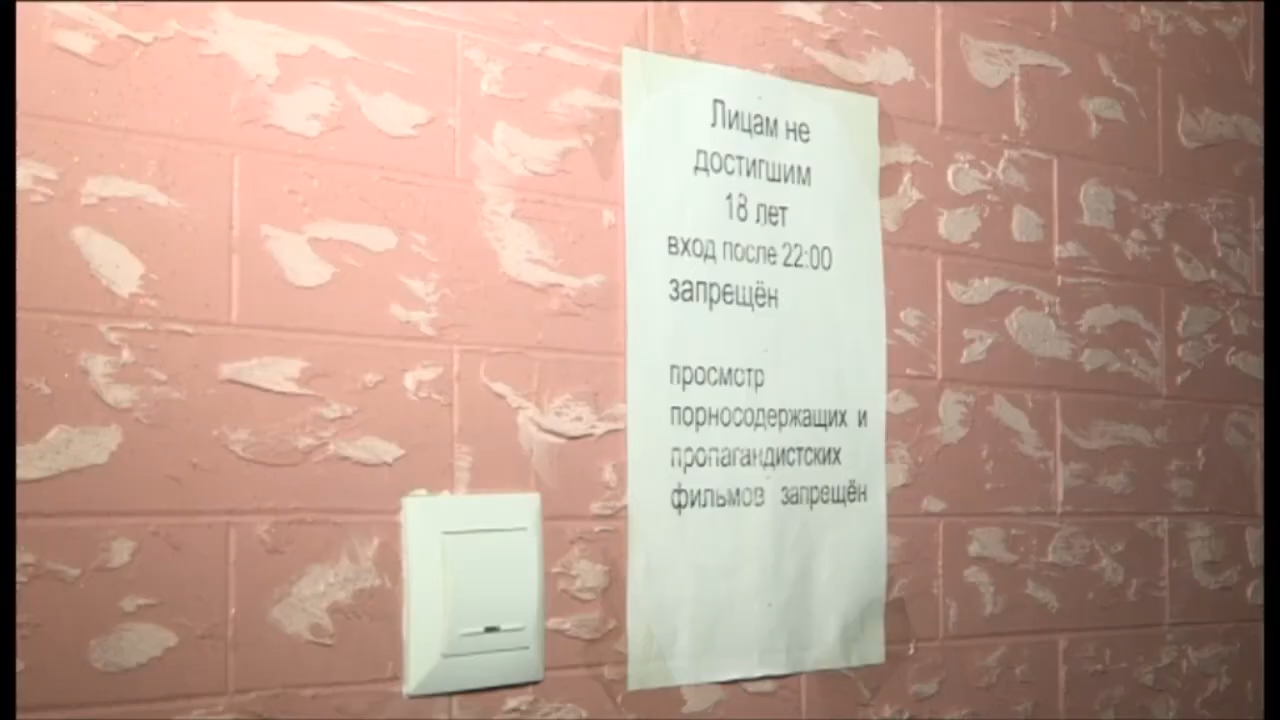 Лицам не
достигшим
18 лет
вход после 22:00
запрещён
просмотр
порносодержащих и
пропагандистских
фильмов запрещён